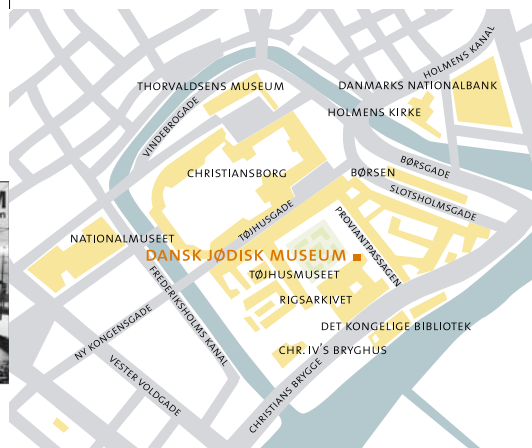 HOLMENS KANAL
THORVALDSENS MUSEUM
DANMARKS NATIONALBANK
VINDEBROGADE
HOLMENS KIRKE
CHRISTIANSBORG
BØRSEN
BØRSGADE
SLOTSHOLMSGADE
TØJHUSGADE
PROVIANTPASSAGEN
NATIONALMUSEET
DANSK JØDISK MUSEUM
TØJHUSMUSEET
FREDERIKSHOLMS KANAL
RIGSARKIVET
NY KONGENSGADE
DET KONGELIGE BIBLIOTEK
CHR. IV'S BRYGHUS
VESTER VOLDGADE
CHRISTIANS BRYGGE